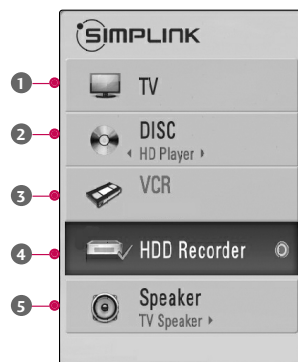 SIMPLINK
1 TV
2 DISC
◄ HD Player ►
3 VCR
4 HDD Recorder
5 Speaker
TV Speaker ►